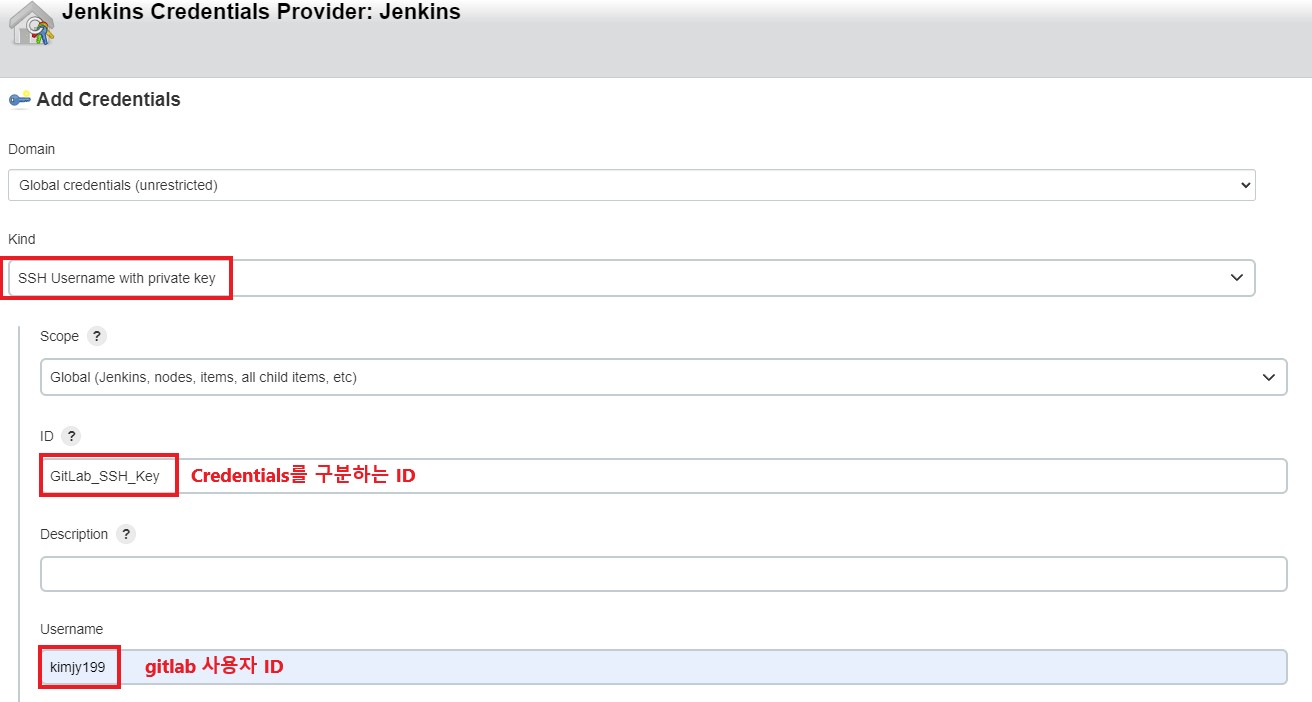 Jenkins Credentials Provider: Jenkins
Add Credentials
Domain
Global credentials (unrestricted)
Kind
SSH Username with private key
Scope ?
Global (Jenkins, nodes, items, all child items, etc)
ID ?
GitLab_SSH_Key Credentials를 구분하는 ID
Description ?
Username
kimjy199 gitlab 사용자 ID